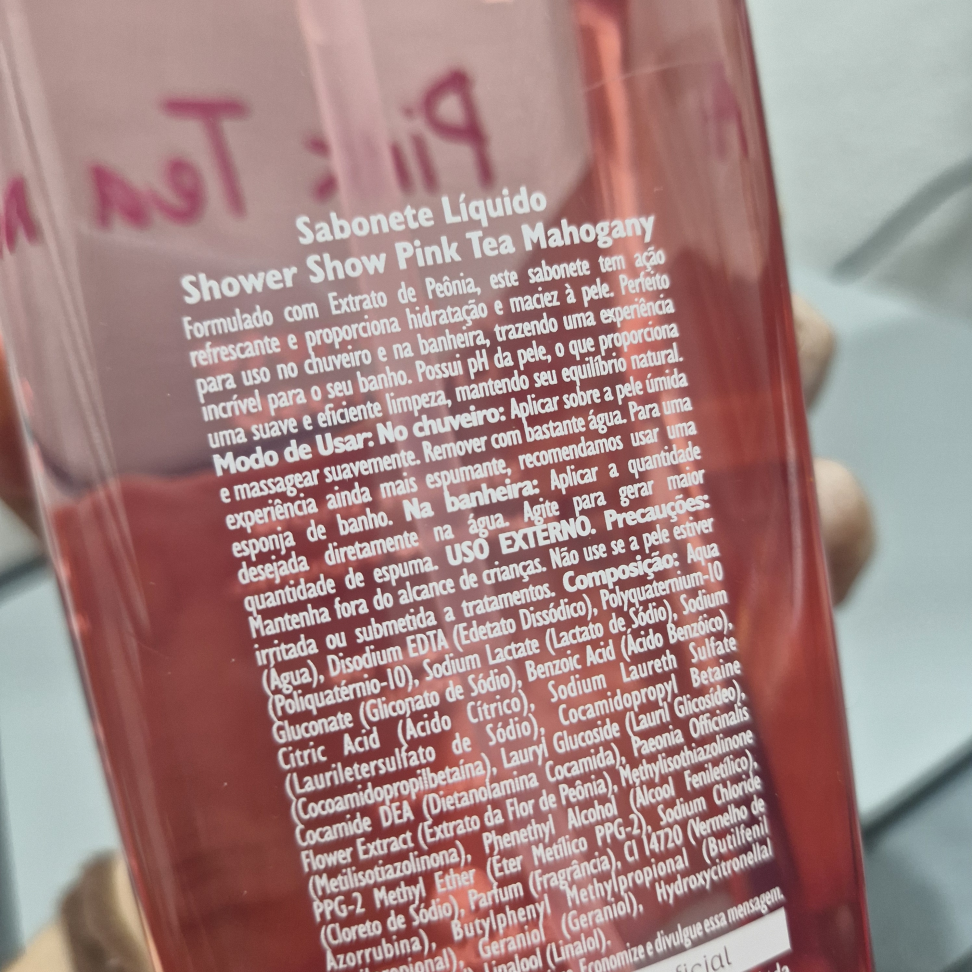 Pink Tea
Sabonete Líquido
Shower Show Pink Tea Mahogany
Formulado com Extrato de Peônia, este sabonete tem ação
refrescante e proporciona hidratação e maciez à pele. Perfeito
para uso no chuveiro e na banheira, trazendo uma experiência
incrível para o seu banho. Possui pH da pele, o que proporciona
uma suave e eficiente limpeza, mantendo seu equilíbrio natural.
Modo de Usar: No chuveiro: Aplicar sobre a pele úmida
e massagear suavemente. Remover com bastante água. Para uma
experiência ainda mais espumante, recomendamos usar uma
esponja de banho. Na banheira: Aplicar a quantidade
desejada diretamente na água. Agite para gerar maior
quantidade de espuma. USO EXTERNO. Precauções:
Mantenha fora do alcance de crianças. Não use se a pele estiver
irritada ou submetida a tratamentos. Composição: Aqua
(Água), Disodium EDTA (Edetato Dissódico), Polyquaternium-10
(Poliquatérnio-10), Sodium Lactate (Lactato de Sódio), Sodium
Gluconate (Gliconato de Sódio), Benzoic Acid (Ácido Benzóico),
Citric Acid (Ácido Cítrico), Sodium Laureth Sulfate
(Lauriletersulfato de Sódio), Cocamidopropyl Betaine
(Cocoamidopropilbetaína), Lauryl Glucoside (Lauril Glicosídeo),
Cocamide DEA (Dietanolamina Cocamida), Paeonia Officinalis
Flower Extract (Extrato da Flor de Peônia), Methylisothiazolinone
(Metilisotiazolinona), Phenethyl Alcohol (Álcool Feniletílico),
PPG-2 Methyl Ether (Éter Metílico PPG-2), Sodium Chloride
(Cloreto de Sódio), Parfum (Fragrância), CI 14720 (Vermelho de
Azorrubina), Butylphenyl Methylpropional (Butilfenil
Geraniol (Geraniol), Hydroxycitronellal
Linalool (Linalol).
Economize e divulgue essa mensagem.